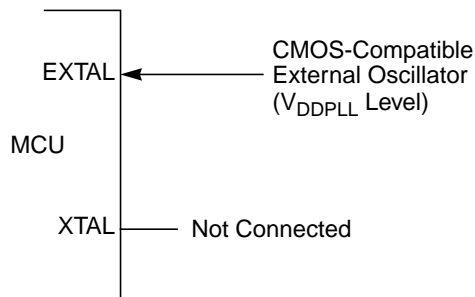 EXTAL
CMOS-Compatible
External Oscillator
(VDDPLL Level)
MCU
XTAL
Not Connected